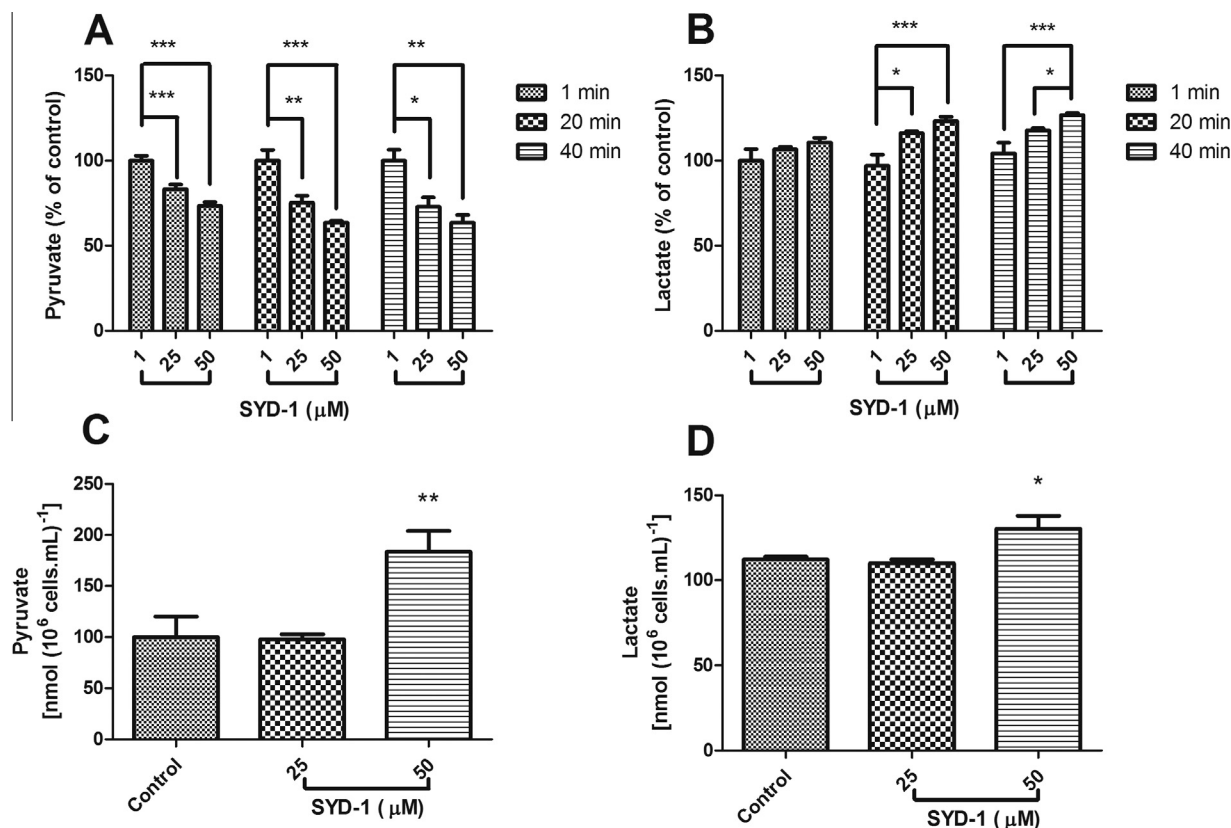 A
Pyruvate (% of control)
150
100
50
0
*** *** **
*** ** *
1 25 50 1 25 50 1 25 50
SYD-1 (μM)
1 min
20 min
40 min
B
Lactate (% of control)
150
100
50
0
*** ***
* *
1 25 50 1 25 50 1 25 50
SYD-1 (μM)
1 min
20 min
40 min
C
Pyruvate
[nmol (10⁶ cells.mL)⁻¹
250
200
150
100
50
0
**
Control 25 50
SYD-1 ( μM)
D
Lactate
[nmol (10⁶ cells.mL)⁻¹
150
100
50
0
*
Control 25 50
SYD-1 ( μM)